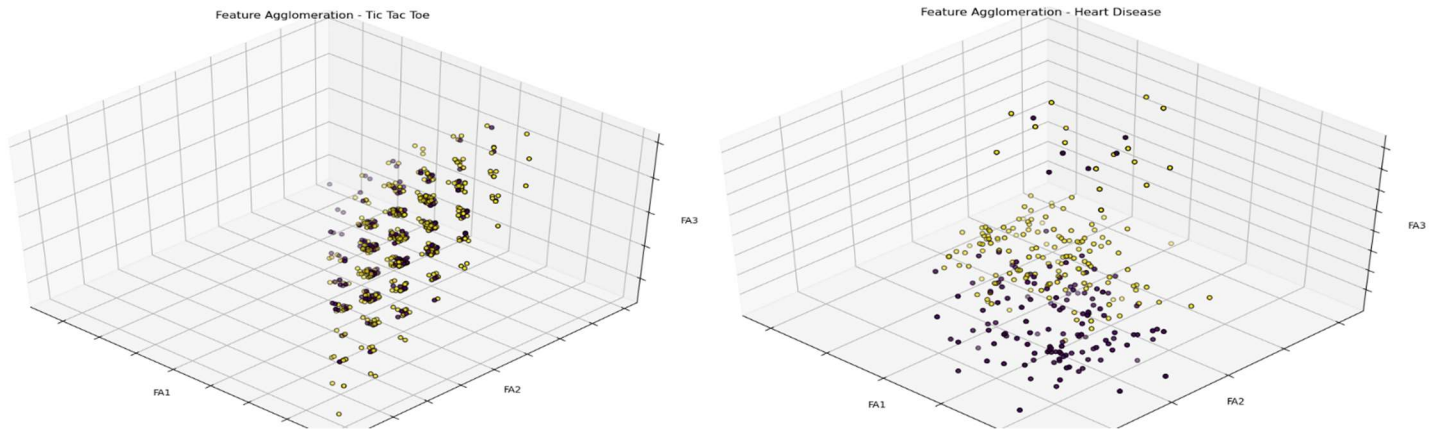 Feature Agglomeration - Tic Tac Toe
FA3
FA1
FA2
Feature Agglomeration - Heart Disease
FA3
FA1
FA2